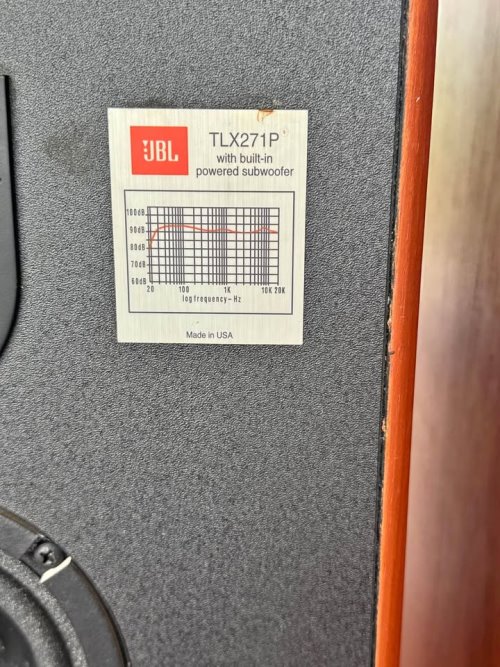 JBL
TLX271P
with built-in
powered subwoofer
100dB
90dB
80dB
70dB
60dB
20 100 1K 10K 20K
log frequency - Hz
Made in USA